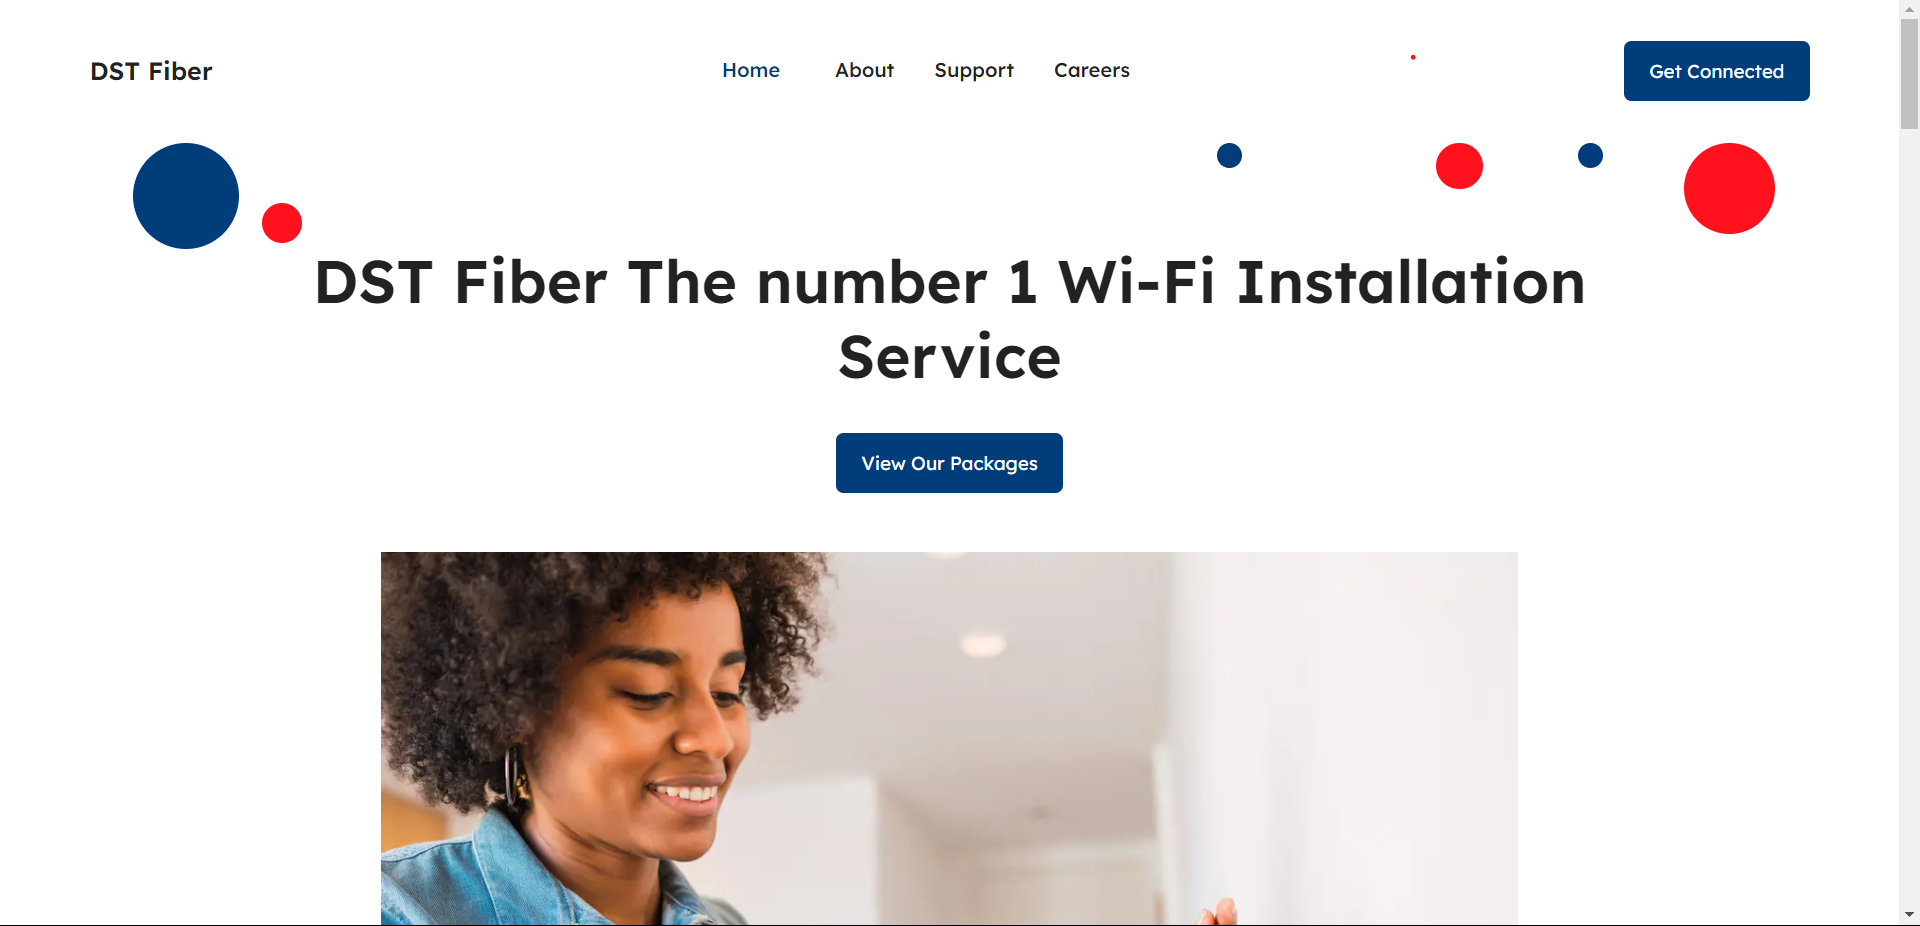 DST Fiber
Home About Support Careers
Get Connected
DST Fiber The number 1 Wi-Fi Installation
Service
View Our Packages